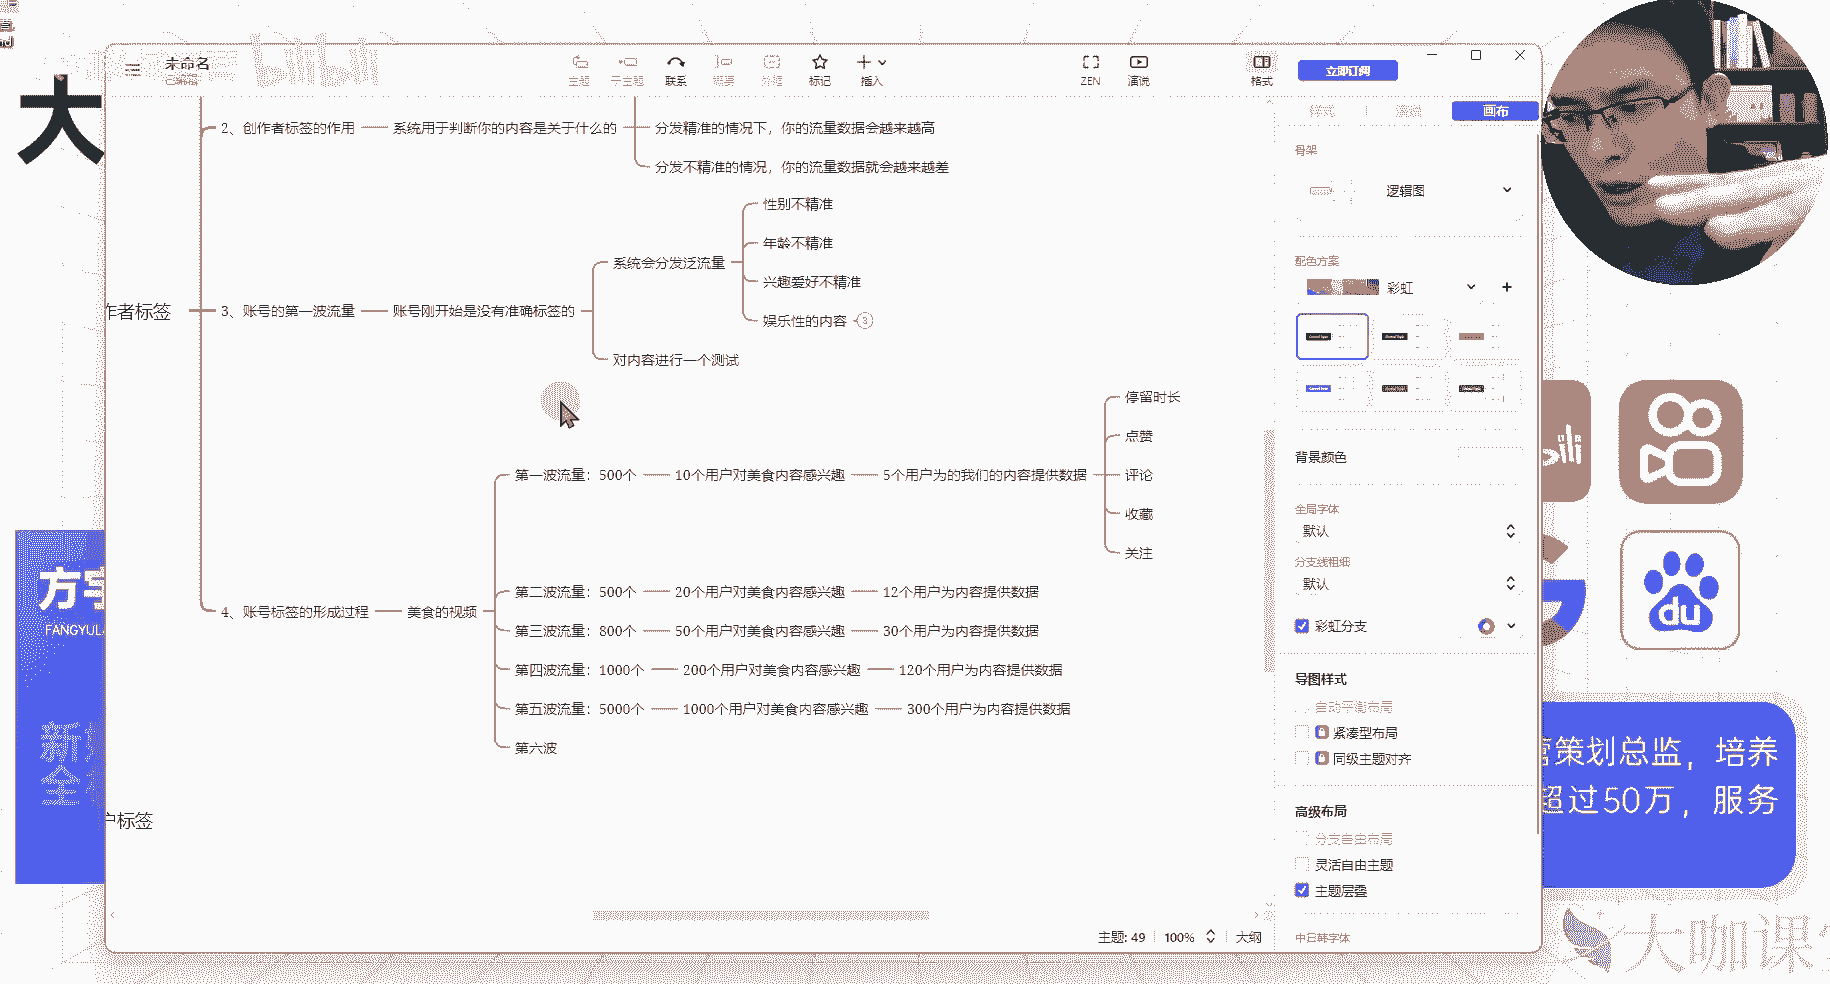 未命名
已编辑
bilibili
主题
子主题
联系
概要
外框
标记
插入
ZEN
演说
格式
立即订阅
样式
演说
画布
大
2、创作者标签的作用
系统用于判断你的内容是关于什么的
分发精准的情况下，你的流量数据会越来越高
分发不精准的情况，你的流量数据就会越来越差
作者标签
3、账号的第一波流量
账号刚开始是没有准确标签的
系统会分发泛流量
性别不精准
年龄不精准
兴趣爱好不精准
娱乐性的内容
3
对内容进行一个测试
4、账号标签的形成过程
美食的视频
第一波流量：500个
10个用户对美食内容感兴趣
5个用户为的我们的内容提供数据
停留时长
点赞
评论
收藏
关注
第二波流量：500个
20个用户对美食内容感兴趣
12个用户为内容提供数据
第三波流量：800个
50个用户对美食内容感兴趣
30个用户为内容提供数据
第四波流量：1000个
200个用户对美食内容感兴趣
120个用户为内容提供数据
第五波流量：5000个
1000个用户对美食内容感兴趣
300个用户为内容提供数据
第六波
户标签
骨架
逻辑图
配色方案
彩虹
背景颜色
全局字体
默认
分支线粗细
默认
彩虹分支
导图样式
自动平衡布局
紧凑型布局
同级主题对齐
高级布局
分支自由布局
灵活自由主题
主题层叠
中日韩字体
主题: 49
100%
大纲
方
FANGYUL
新
全
du
营策划总监，培养
超过50万，服务
大咖课